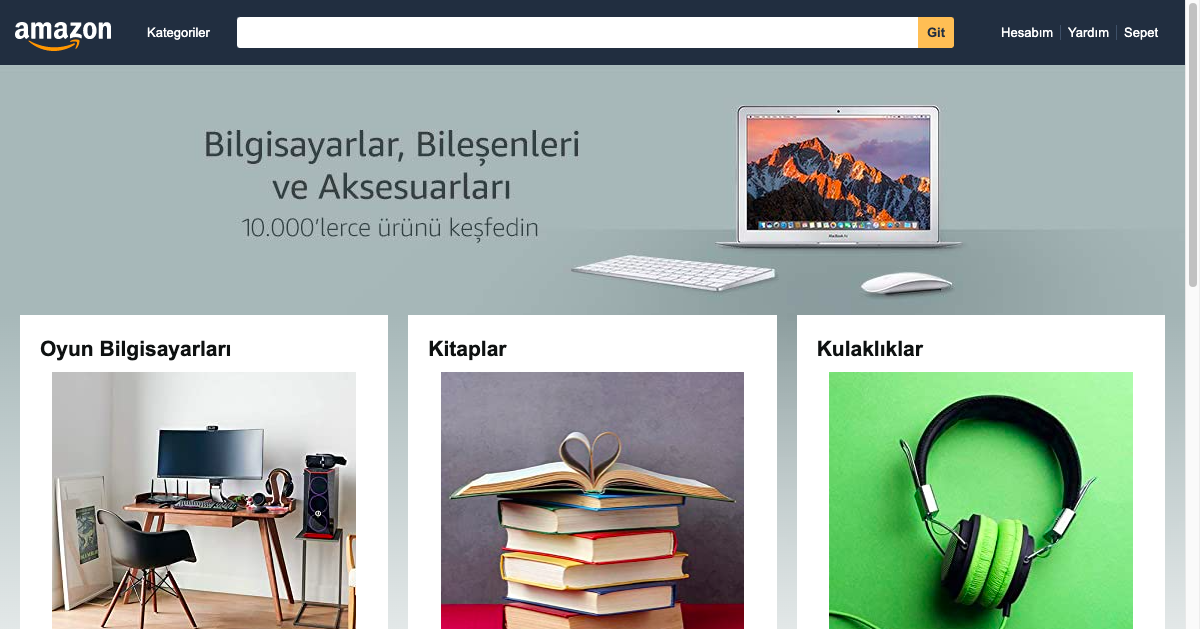 amazon
Kategoriler
Git
Hesabım
Yardım
Sepet
Bilgisayarlar, Bileşenleri
ve Aksesuarları
10.000'lerce ürünü keşfedin
MacBook Air
Oyun Bilgisayarları
Kitaplar
Kulaklıklar